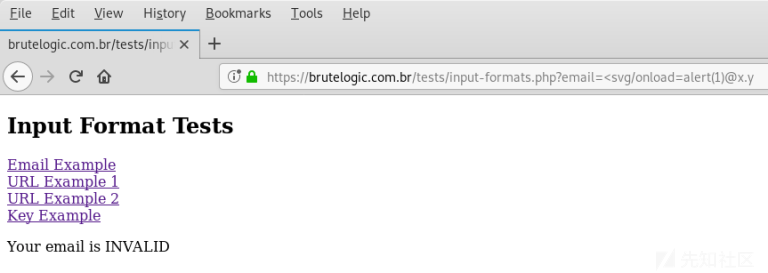 File Edit View History Bookmarks Tools Help
brutelogic.com.br/tests/inpu
https://brutelogic.com.br/tests/input-formats.php?email=<svg/onload=alert(1)@x.y
Input Format Tests
Email Example
URL Example 1
URL Example 2
Key Example
Your email is INVALID
先知社区